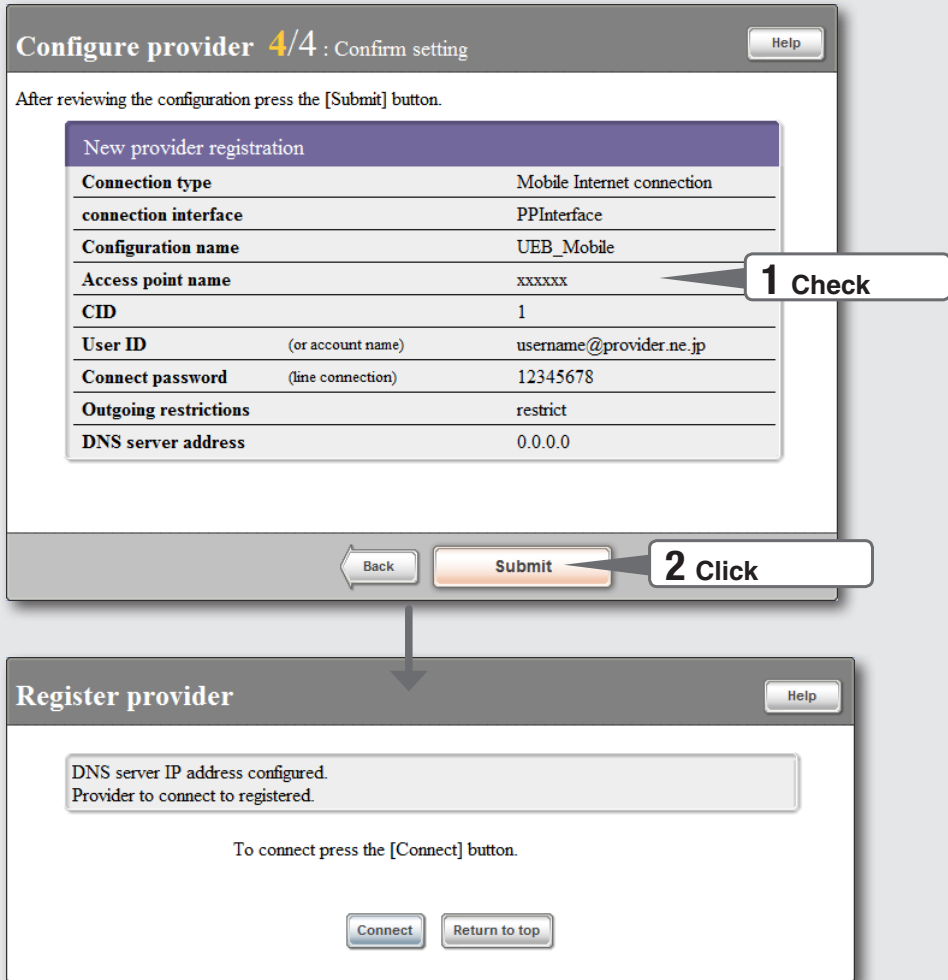 Configure provider 4/4 : Confirm setting
Help
After reviewing the configuration press the [Submit] button.
New provider registration
Connection type Mobile Internet connection
connection interface PPInterface
Configuration name UEB_Mobile
Access point name xxxxxx
1 Check
CID 1
User ID (or account name) username@provider.ne.jp
Connect password (line connection) 12345678
Outgoing restrictions restrict
DNS server address 0.0.0.0
Back
Submit
2 Click
Register provider
Help
DNS server IP address configured.
Provider to connect to registered.
To connect press the [Connect] button.
Connect
Return to top